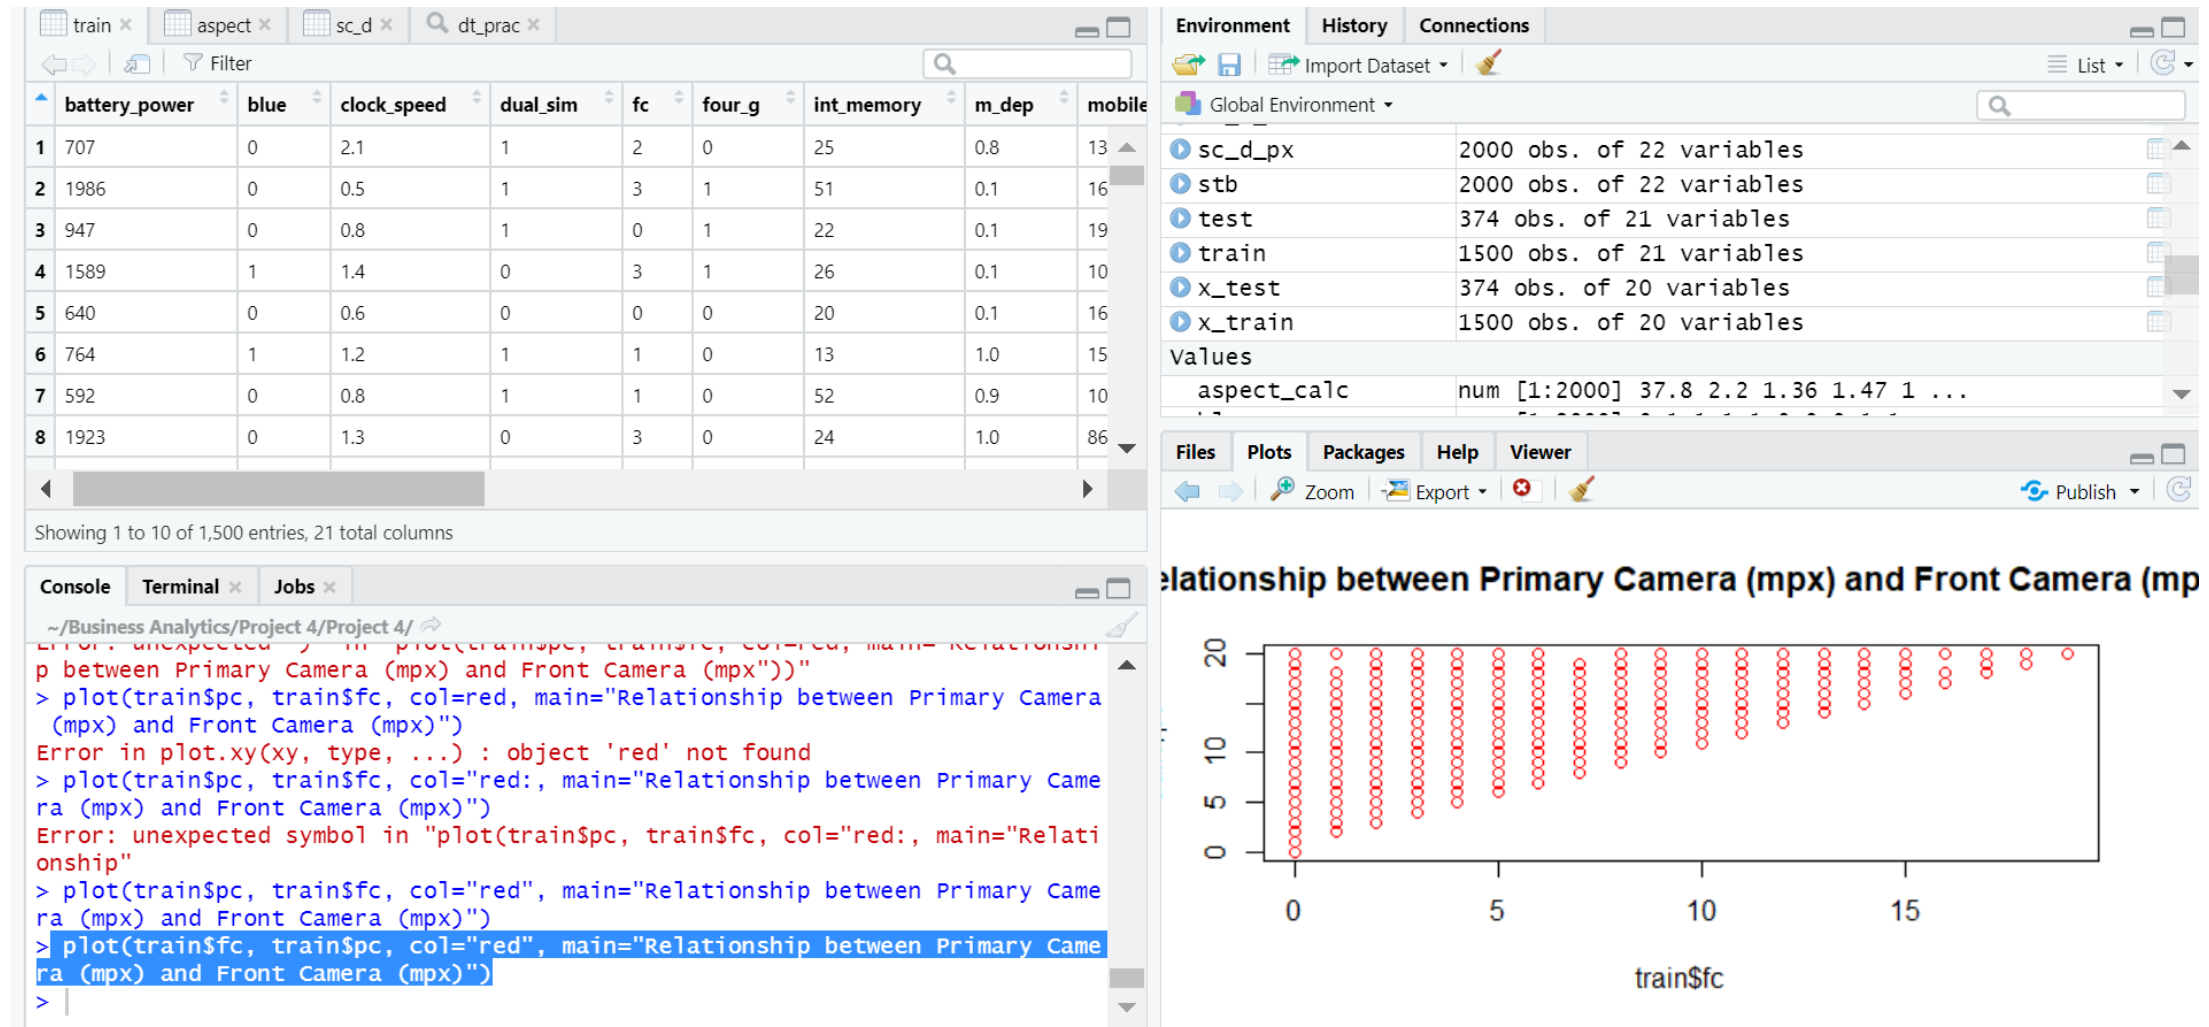 train
aspect
sc_d
dt_prac
Filter
battery_power blue clock_speed dual_sim fc four_g int_memory m_dep mobile
1 707 0 2.1 1 2 0 25 0.8 13
2 1986 0 0.5 1 3 1 51 0.1 16
3 947 0 0.8 1 0 1 22 0.1 19
4 1589 1 1.4 0 3 1 26 0.1 10
5 640 0 0.6 0 0 0 20 0.1 16
6 764 1 1.2 1 1 0 13 1.0 15
7 592 0 0.8 1 1 0 52 0.9 10
8 1923 0 1.3 0 3 0 24 1.0 86
Showing 1 to 10 of 1,500 entries, 21 total columns
Console Terminal Jobs
~/Business Analytics/Project 4/Project 4/
Error: unexpected ')' in "plot(train$pc, train$fc, col=red, main="Relationshi
p between Primary Camera (mpx) and Front Camera (mpx"))"
> plot(train$pc, train$fc, col=red, main="Relationship between Primary Camera
(mpx) and Front Camera (mpx)")
Error in plot.xy(xy, type, ...) : object 'red' not found
> plot(train$pc, train$fc, col="red:, main="Relationship between Primary Came
ra (mpx) and Front Camera (mpx)")
Error: unexpected symbol in "plot(train$pc, train$fc, col="red:, main="Relati
onship"
> plot(train$pc, train$fc, col="red", main="Relationship between Primary Came
ra (mpx) and Front Camera (mpx)")
> plot(train$fc, train$pc, col="red", main="Relationship between Primary Came
ra (mpx) and Front Camera (mpx)")
>
Environment History Connections
Import Dataset
List
Global Environment
sc_d_px 2000 obs. of 22 variables
stb 2000 obs. of 22 variables
test 374 obs. of 21 variables
train 1500 obs. of 21 variables
x_test 374 obs. of 20 variables
x_train 1500 obs. of 20 variables
Values
aspect_calc num [1:2000] 37.8 2.2 1.36 1.47 1 ...
Files Plots Packages Help Viewer
Zoom Export Publish
elationship between Primary Camera (mpx) and Front Camera (mp
20
10
5
0
0 5 10 15
train$fc